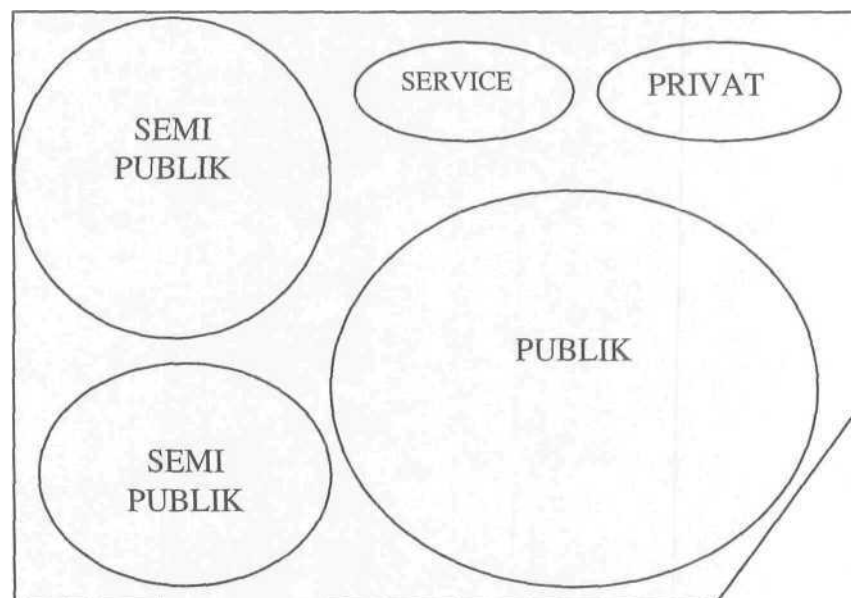 SEMI
PUBLIK
SERVICE
PRIVAT
PUBLIK
SEMI
PUBLIK